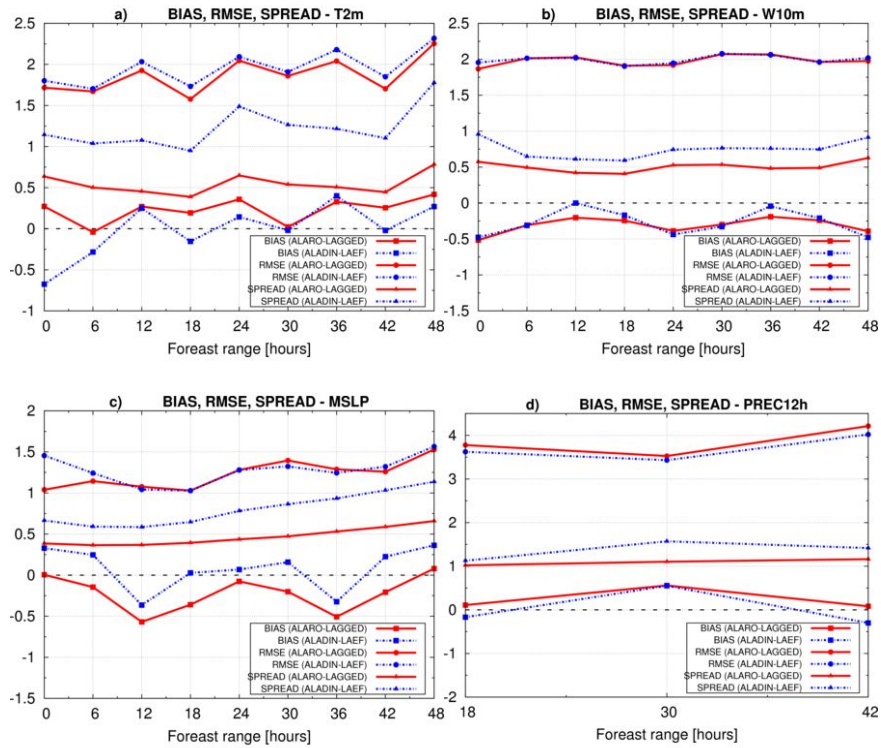 a) BIAS, RMSE, SPREAD - T2m
2.5
2
1.5
1
0.5
0
-0.5
-1
BIAS (ALARO-LAGGED)
BIAS (ALADIN-LAEF)
RMSE (ALARO-LAGGED)
RMSE (ALADIN-LAEF)
SPREAD (ALARO-LAGGED)
SPREAD (ALADIN-LAEF)
0 6 12 18 24 30 36 42 48
Foreast range [hours]
b) BIAS, RMSE, SPREAD - W10m
2.5
2
1.5
1
0.5
0
-0.5
-1
-1.5
BIAS (ALARO-LAGGED)
BIAS (ALADIN-LAEF)
RMSE (ALARO-LAGGED)
RMSE (ALADIN-LAEF)
SPREAD (ALARO-LAGGED)
SPREAD (ALADIN-LAEF)
0 6 12 18 24 30 36 42 48
Foreast range [hours]
c) BIAS, RMSE, SPREAD - MSLP
2
1.5
1
0.5
0
-0.5
-1
-1.5
BIAS (ALARO-LAGGED)
BIAS (ALADIN-LAEF)
RMSE (ALARO-LAGGED)
RMSE (ALADIN-LAEF)
SPREAD (ALARO-LAGGED)
SPREAD (ALADIN-LAEF)
0 6 12 18 24 30 36 42 48
Foreast range [hours]
d) BIAS, RMSE, SPREAD - PREC12h
4
3
2
1
0
-1
-2
BIAS (ALARO-LAGGED)
BIAS (ALADIN-LAEF)
RMSE (ALARO-LAGGED)
RMSE (ALADIN-LAEF)
SPREAD (ALARO-LAGGED)
SPREAD (ALADIN-LAEF)
18 30 42
Foreast range [hours]